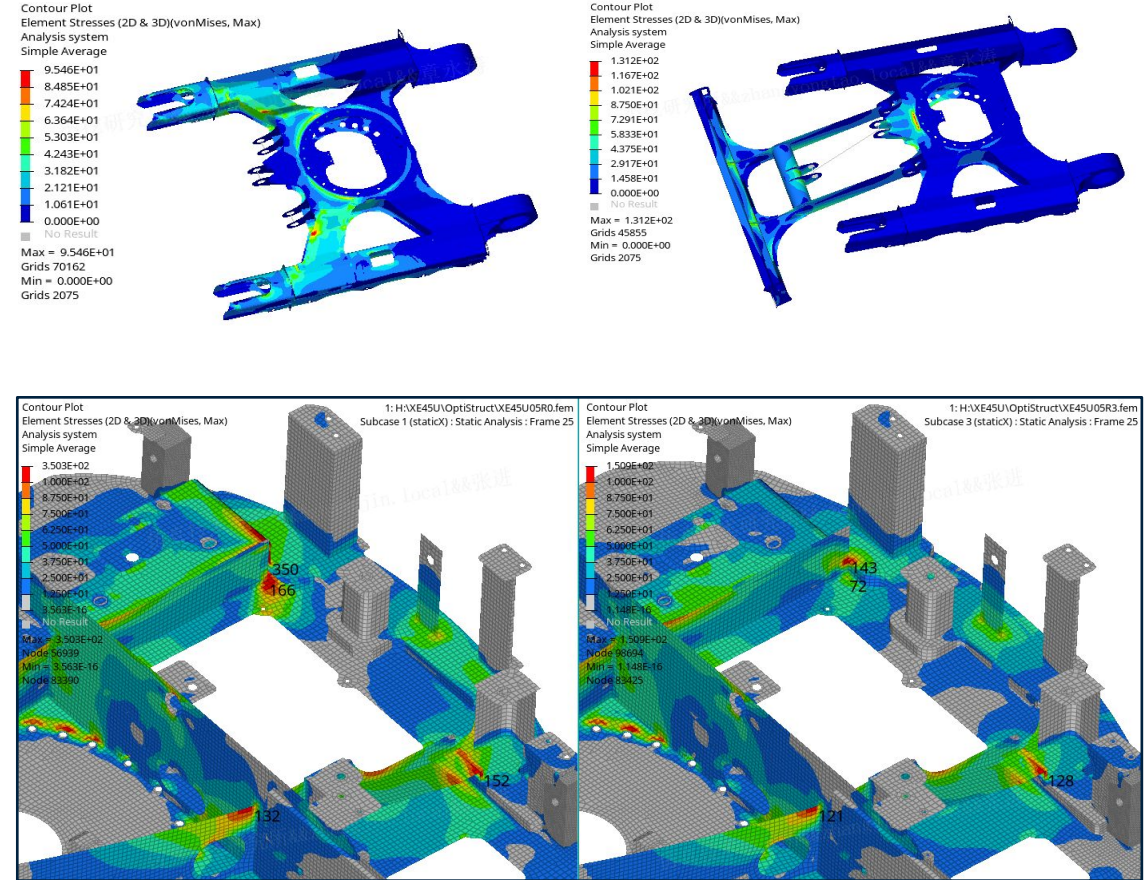 Contour Plot
Element Stresses (2D & 3D)(vonMises, Max)
Analysis system
Simple Average
9.546E+01
8.485E+01
7.424E+01
6.364E+01
5.303E+01
4.243E+01
3.182E+01
2.121E+01
1.061E+01
0.000E+00
No Result
Max = 9.546E+01
Grids 70162
Min = 0.000E+00
Grids 2075
Contour Plot
Element Stresses (2D & 3D)(vonMises, Max)
Analysis system
Simple Average
1.312E+02
1.167E+02
1.021E+02
8.750E+01
7.291E+01
5.833E+01
4.375E+01
2.917E+01
1.458E+01
0.000E+00
No Result
Max = 1.312E+02
Grids 45855
Min = 0.000E+00
Grids 2075
Contour Plot
Element Stresses (2D & 3D)(vonMises, Max)
Analysis system
Simple Average
1: H:\XE45U\OptiStruct\XE45U05R0.fem
Subcase 1 (staticX) : Static Analysis : Frame 25
3.503E+02
1.000E+02
8.750E+01
7.500E+01
6.250E+01
5.000E+01
3.750E+01
2.500E+01
1.250E+01
3.563E-16
No Result
Max = 3.503E+02
Node 56939
Min = 3.563E-16
Node 83390
350
166
152
132
Contour Plot
Element Stresses (2D & 3D)(vonMises, Max)
Analysis system
Simple Average
1: H:\XE45U\OptiStruct\XE45U05R3.fem
Subcase 3 (staticX) : Static Analysis : Frame 25
1.509E+02
1.000E+02
8.750E+01
7.500E+01
6.250E+01
5.000E+01
3.750E+01
2.500E+01
1.250E+01
1.148E-16
No Result
Max = 1.509E+02
Node 98694
Min = 1.148E-16
Node 83425
143
72
128
121